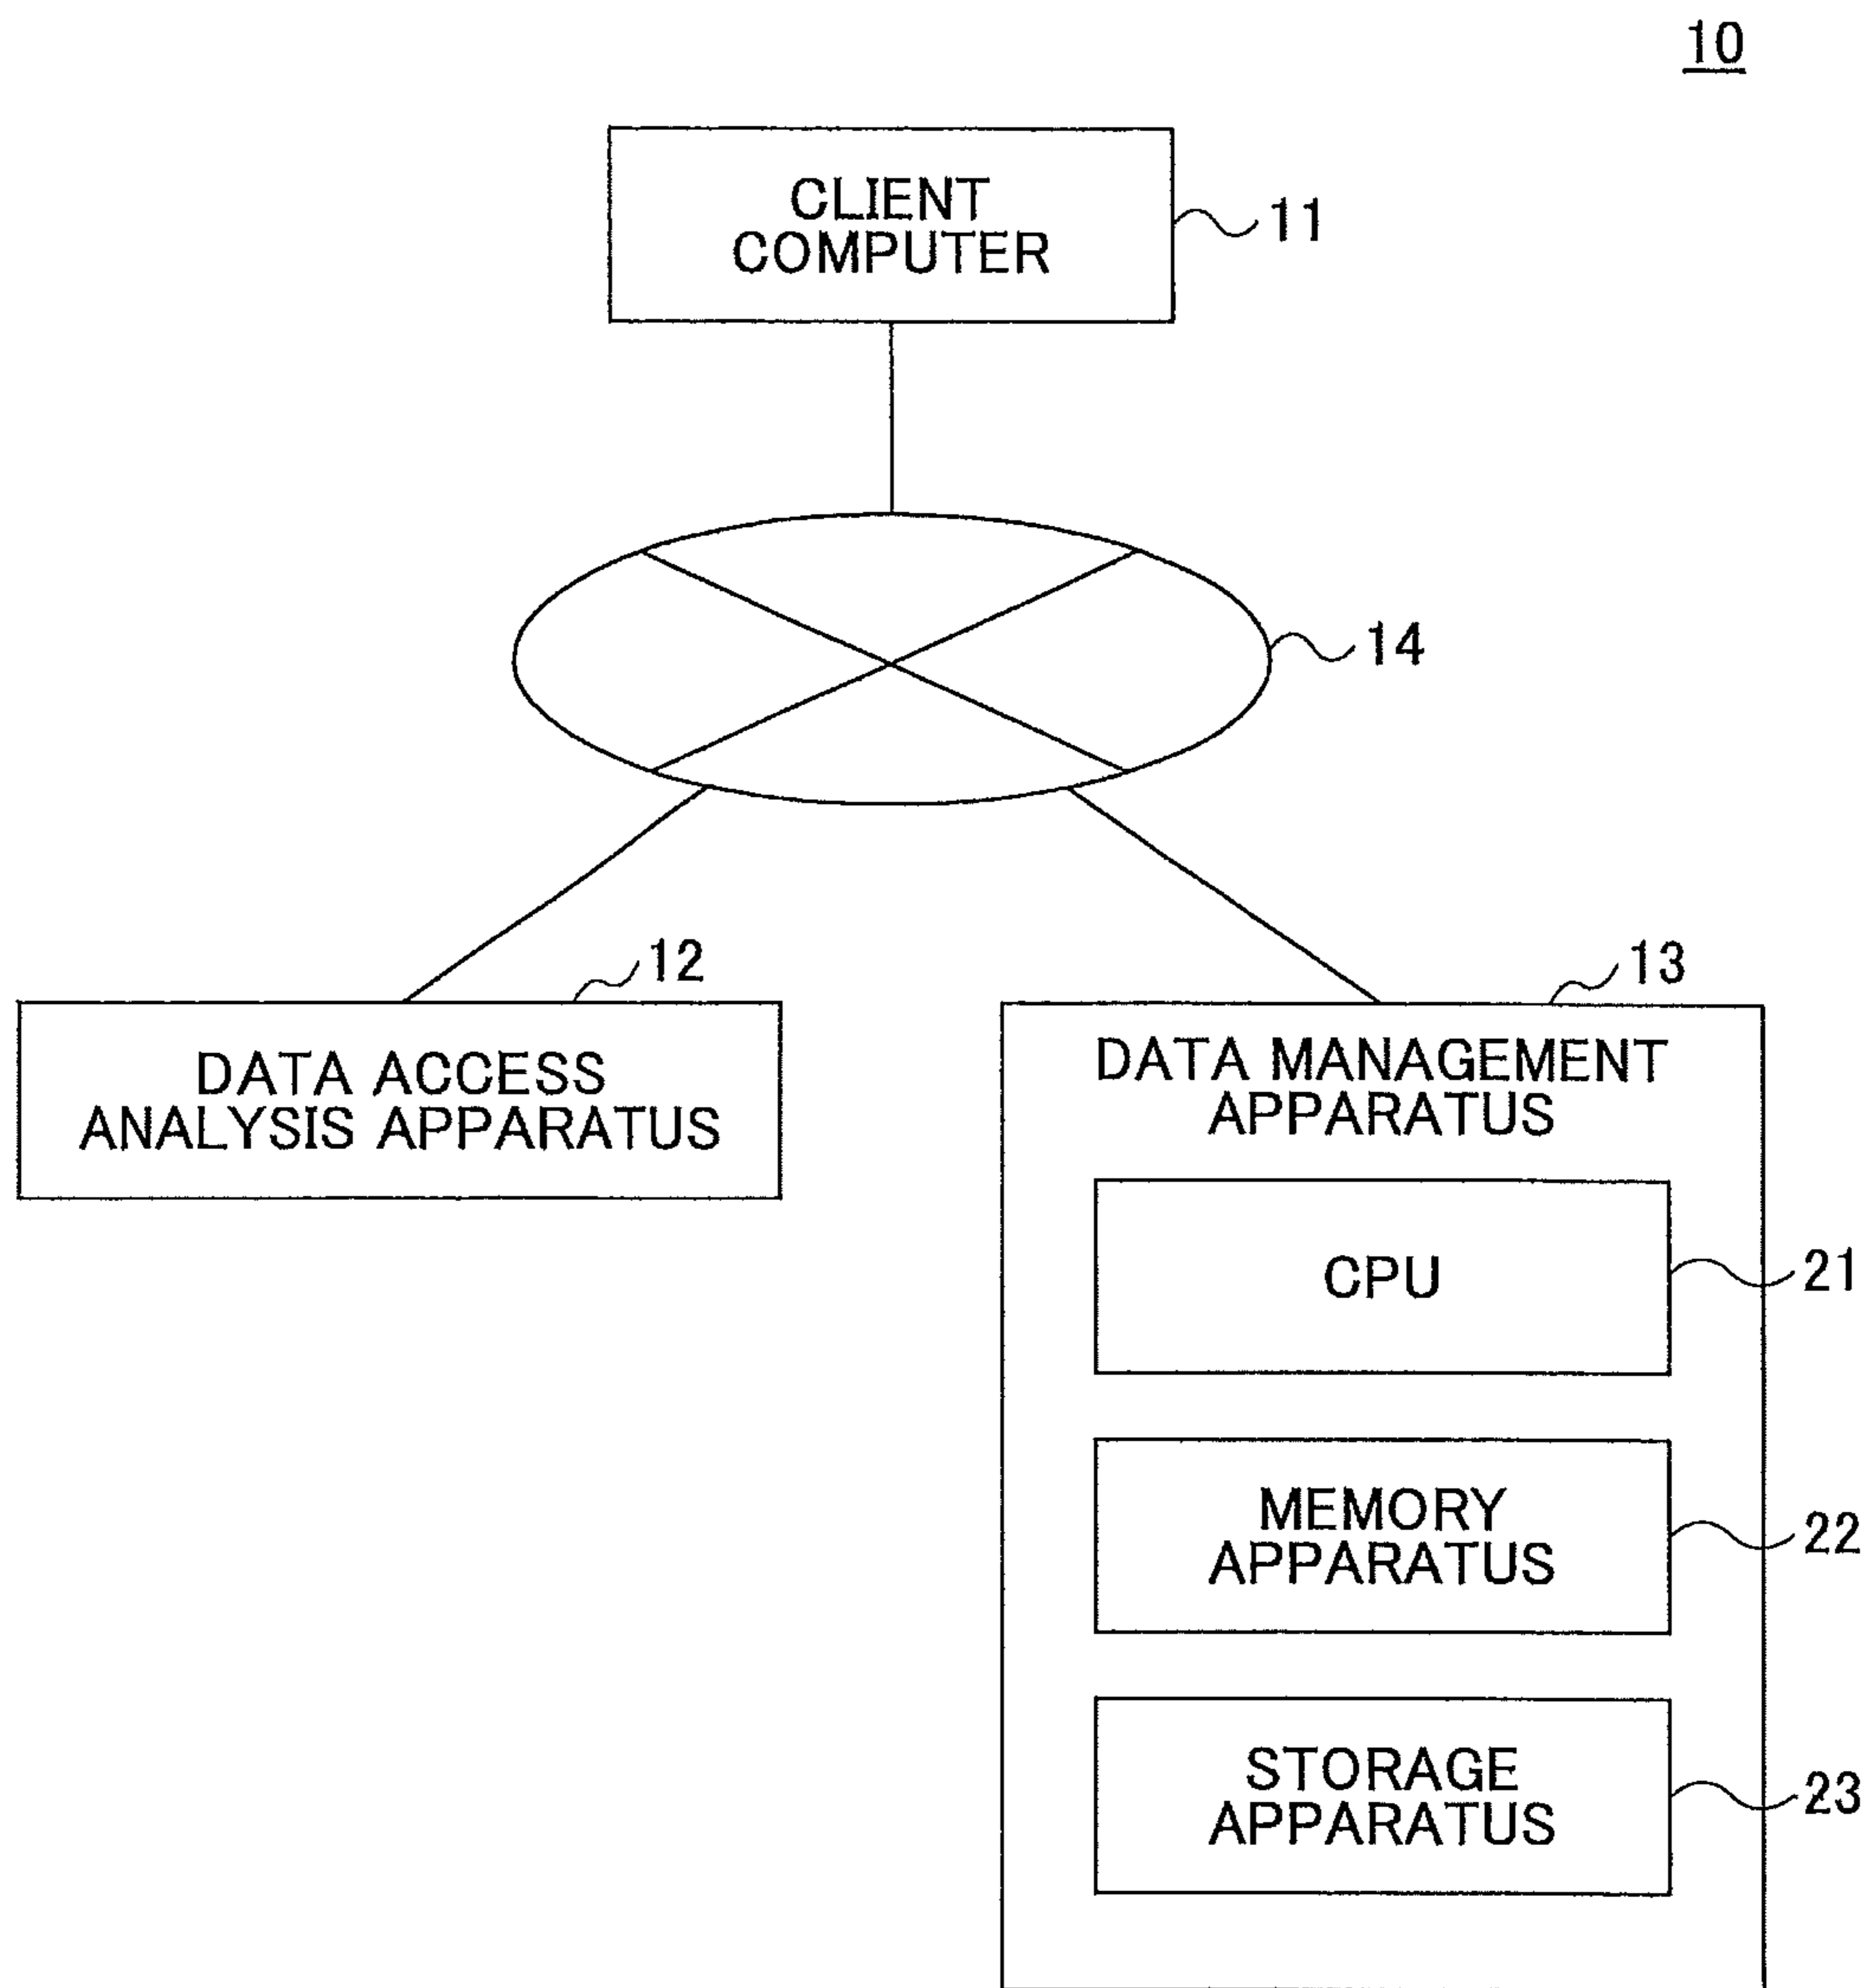 10
CLIENT
COMPUTER
11
14
12
DATA ACCESS
ANALYSIS APPARATUS
13
DATA MANAGEMENT
APPARATUS
CPU
21
MEMORY
APPARATUS
22
STORAGE
APPARATUS
23